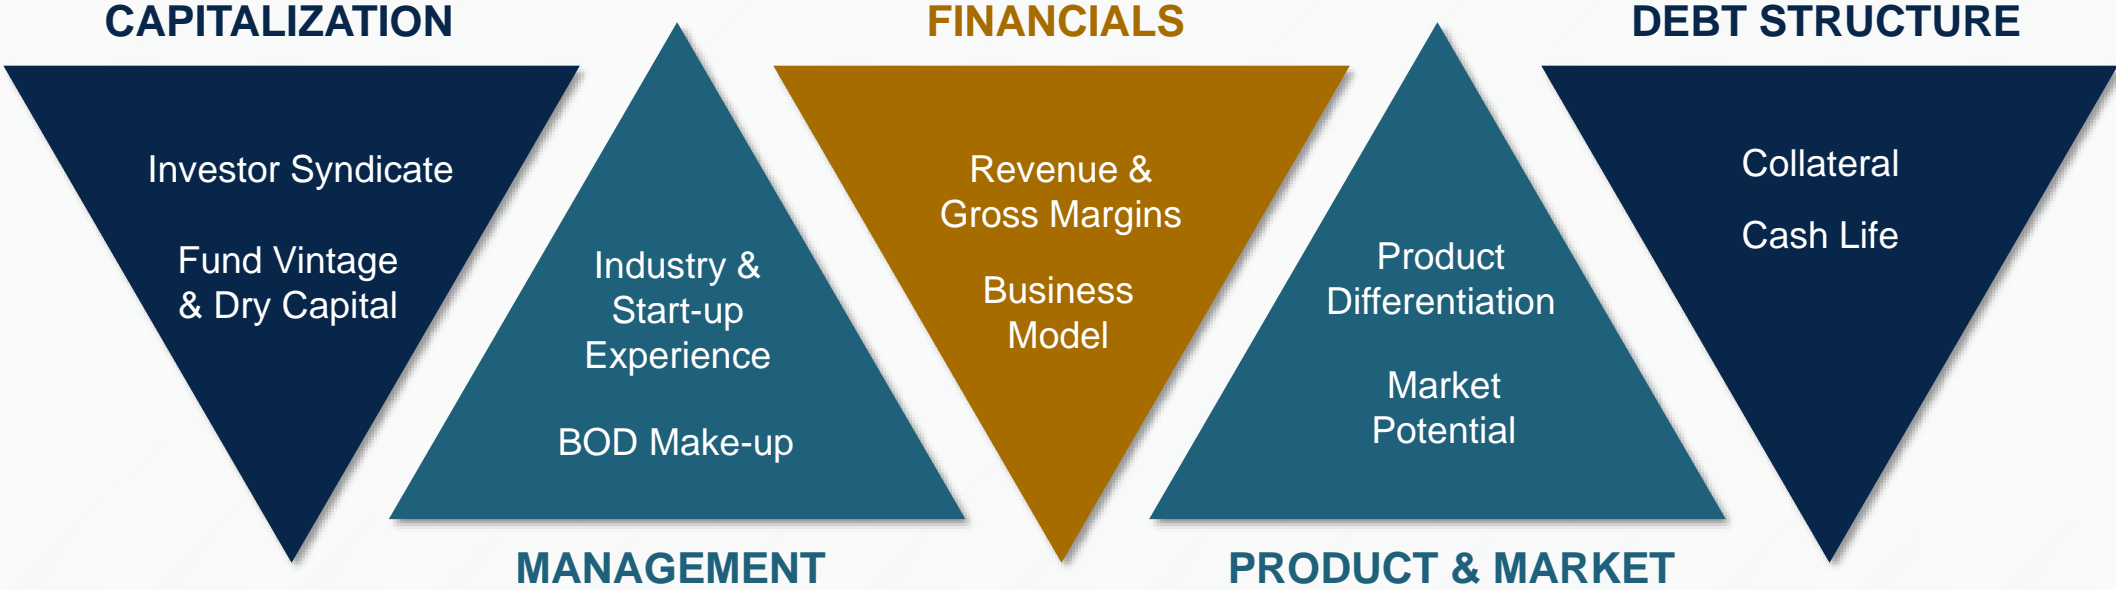 CAPITALIZATION
Investor Syndicate
Fund Vintage
& Dry Capital
Industry &
Start-up
Experience
BOD Make-up
MANAGEMENT
FINANCIALS
Revenue &
Gross Margins
Business
Model
Product
Differentiation
Market
Potential
PRODUCT & MARKET
DEBT STRUCTURE
Collateral
Cash Life